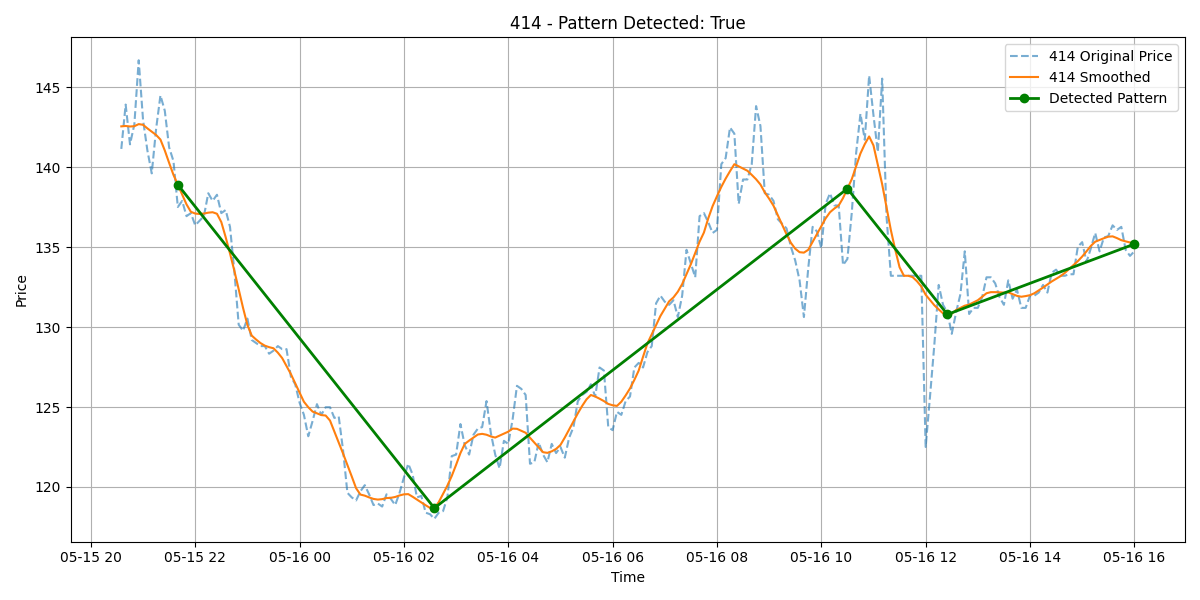 414 - Pattern Detected: True
414 Original Price
414 Smoothed
Detected Pattern
Price
145
140
135
130
125
120
05-15 20
05-15 22
05-16 00
05-16 02
05-16 04
05-16 06
05-16 08
05-16 10
05-16 12
05-16 14
05-16 16
Time